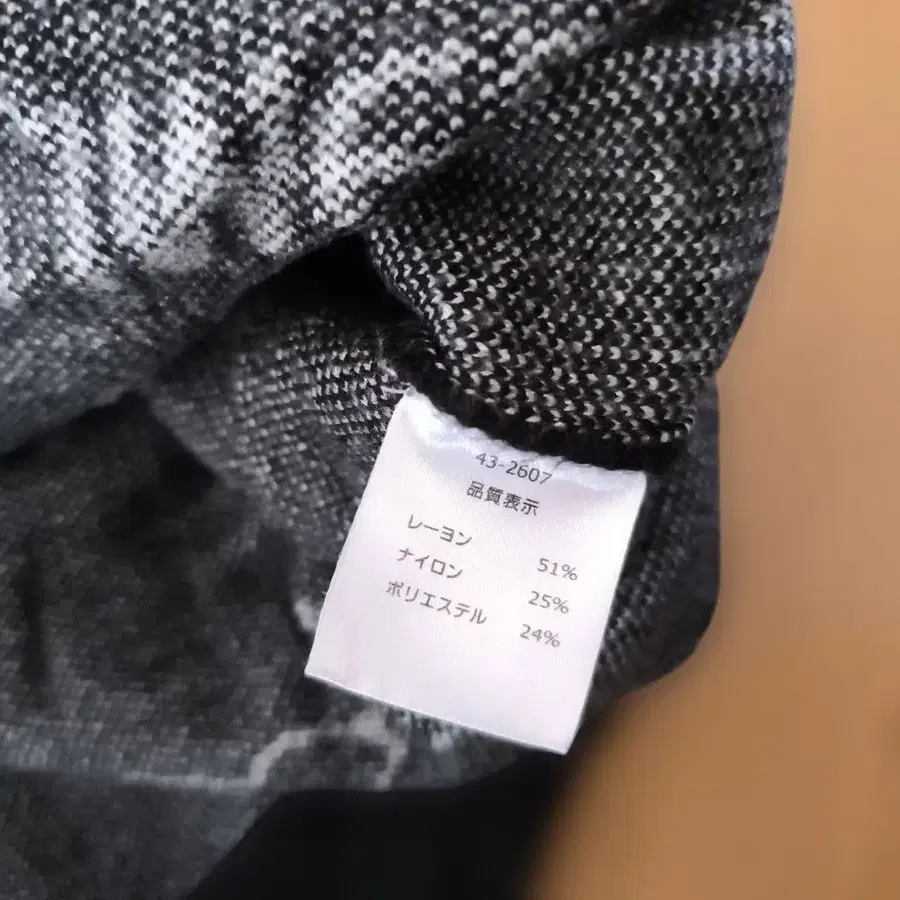 43-2607
品質表示
レーヨン 51%
ナイロン 25%
ポリエステル 24%